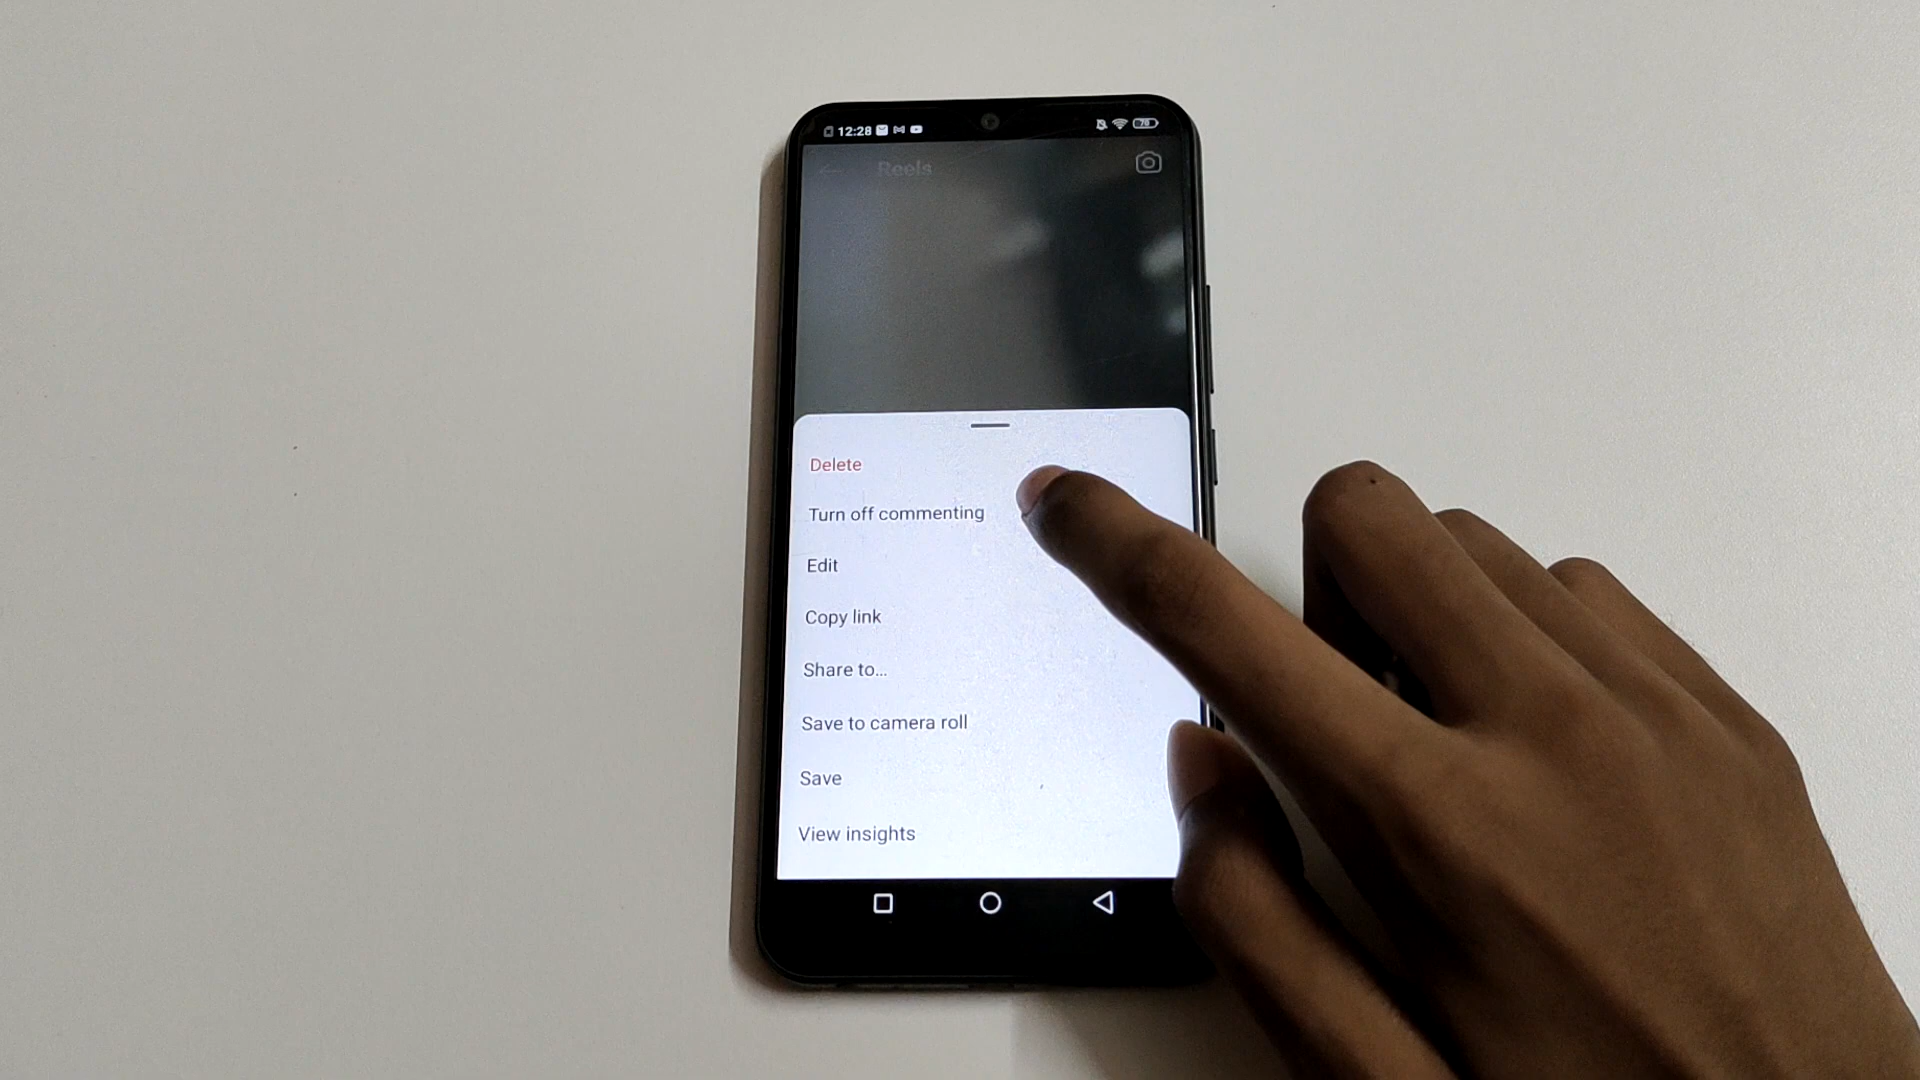 12:28
70
Reels
Delete
Turn off commenting
Edit
Copy link
Share to...
Save to camera roll
Save
View insights